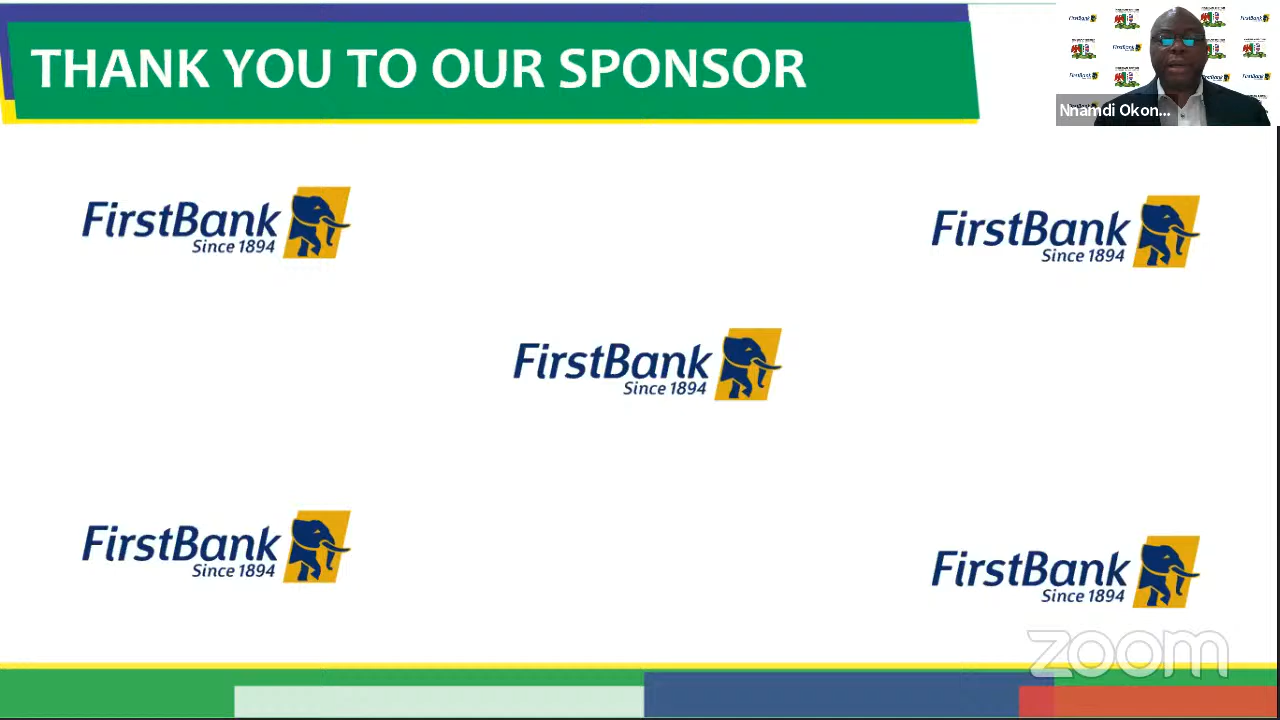 THANK YOU TO OUR SPONSOR
Nnamdi Okon...
FirstBank
Since 1894
FirstBank
Since 1894
FirstBank
Since 1894
FirstBank
Since 1894
FirstBank
Since 1894
zoom